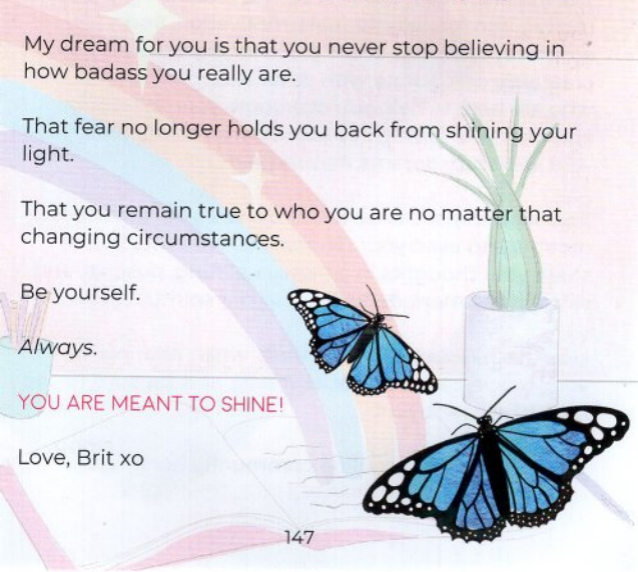 My dream for you is that you never stop believing in
how badass you really are.
That fear no longer holds you back from shining your
light.
That you remain true to who you are no matter that
changing circumstances.
Be yourself.
Always.
YOU ARE MEANT TO SHINE!
Love, Brit xo
147